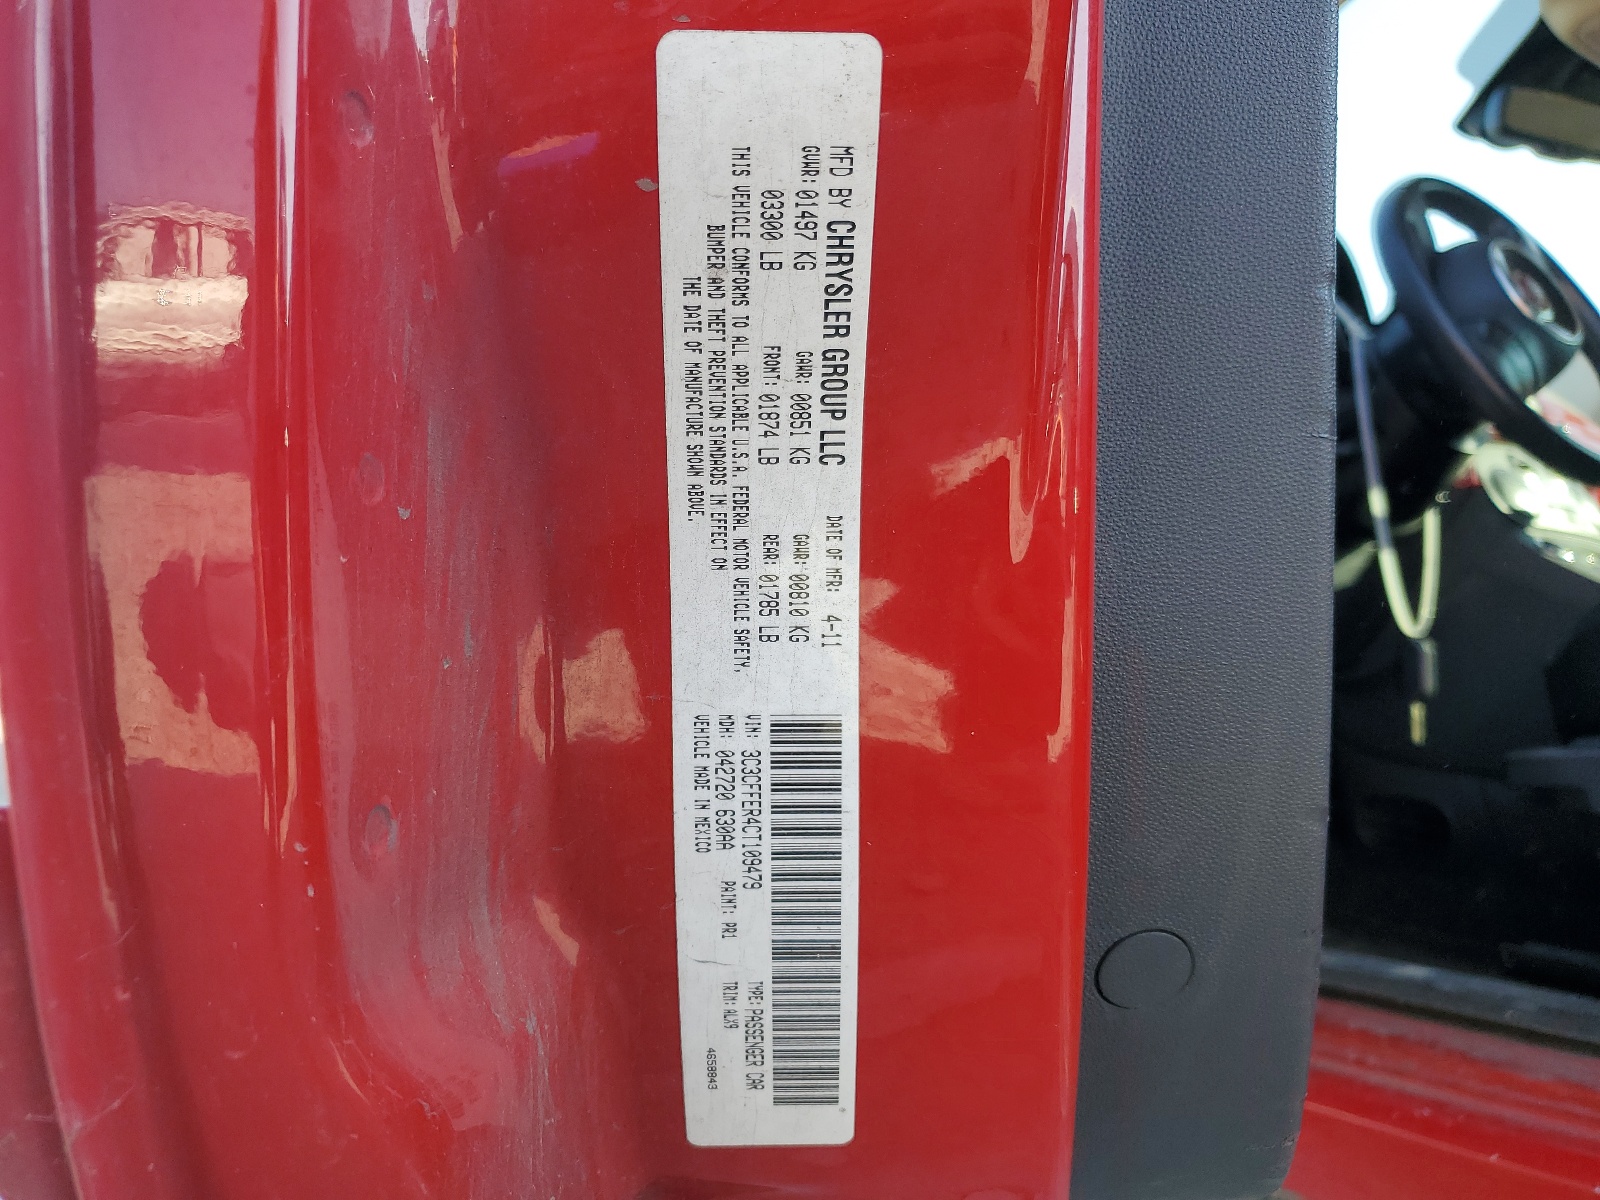 MFD BY CHRYSLER GROUP LLC DATE OF MFR: 4-11
GVWR: 01497 KG GAWR: 00851 KG GAWR: 00810 KG
03300 LB FRONT: 01874 LB REAR: 01785 LB
THIS VEHICLE CONFORMS TO ALL APPLICABLE U.S.A. FEDERAL MOTOR VEHICLE SAFETY,
BUMPER AND THEFT PREVENTION STANDARDS IN EFFECT ON
THE DATE OF MANUFACTURE SHOWN ABOVE.
VIN: 3C3CFFER4CT109479 TYPE: PASSENGER CAR
MDH: 042720 630AA PAINT: PR1 TRIM: ALX9
VEHICLE MADE IN MEXICO 4658843